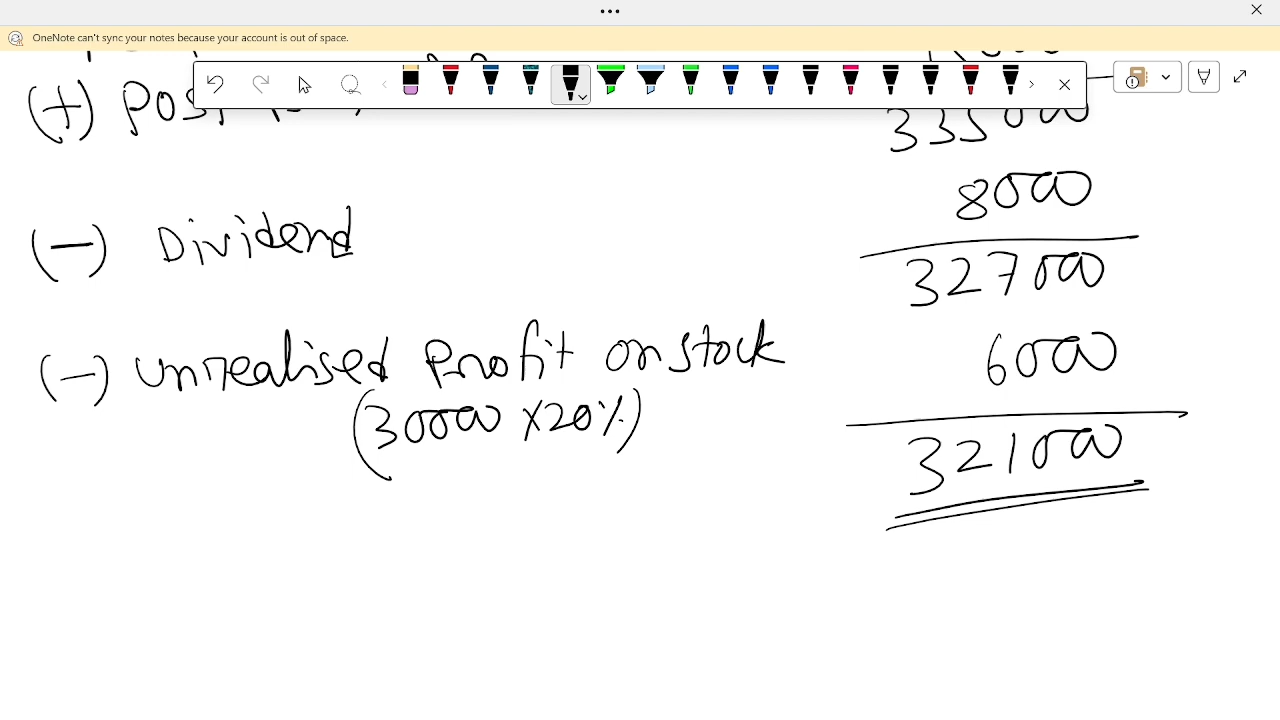 OneNote can't sync your notes because your account is out of space.
(+) Pos
335000
8000
(-) Dividend
327000
(-) unrealised Profit on stock
6000
(30000 x 20%)
321000